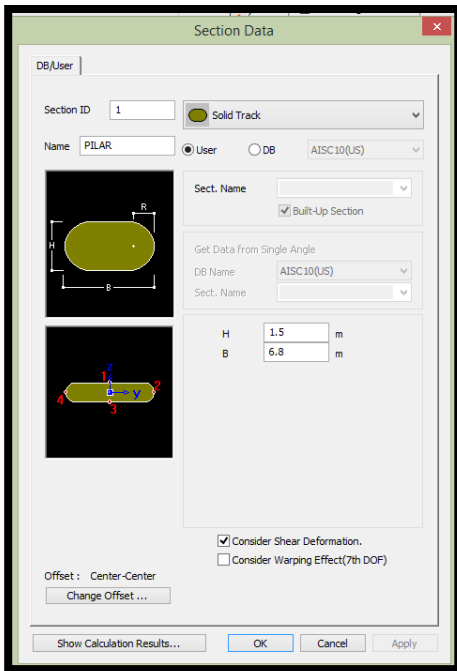 Section Data
DB/User
Section ID 1 Solid Track
Name PILAR User DB AISC10(US)
Sect. Name
Built-Up Section
Get Data from Single Angle
DB Name AISC10(US)
Sect. Name
R
H
B
H 1.5 m
B 6.8 m
z
1
y 2
4
3
Consider Shear Deformation.
Consider Warping Effect(7th DOF)
Offset : Center-Center
Change Offset ...
Show Calculation Results... OK Cancel Apply